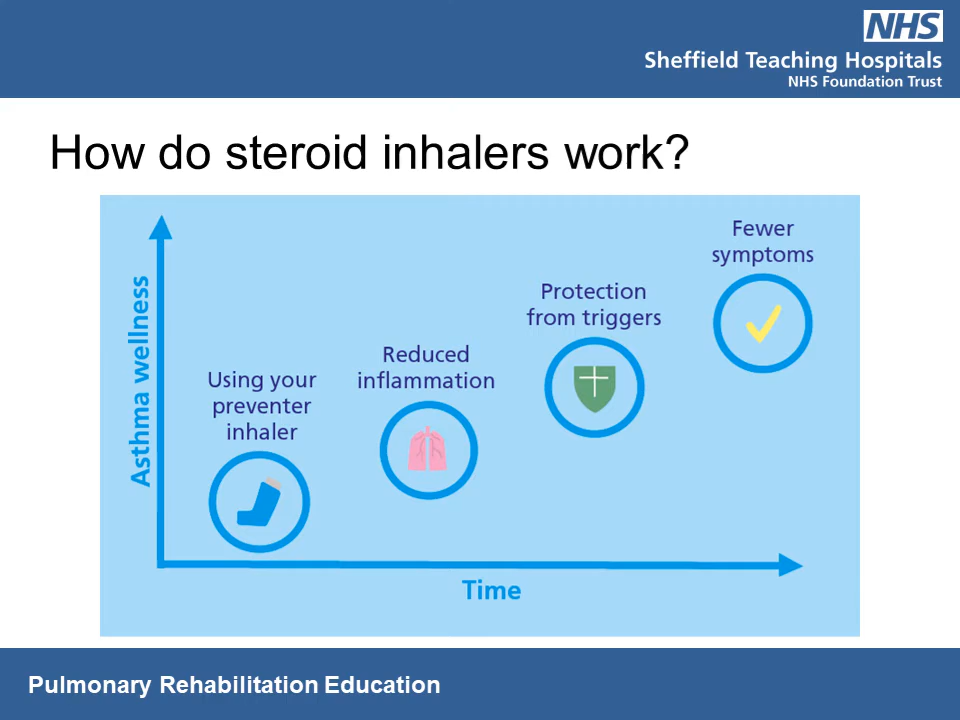 NHS
Sheffield Teaching Hospitals
NHS Foundation Trust
How do steroid inhalers work?
Fewer
symptoms
Protection
from triggers
Reduced
inflammation
Using your
preventer
inhaler
Asthma wellness
Time
Pulmonary Rehabilitation Education